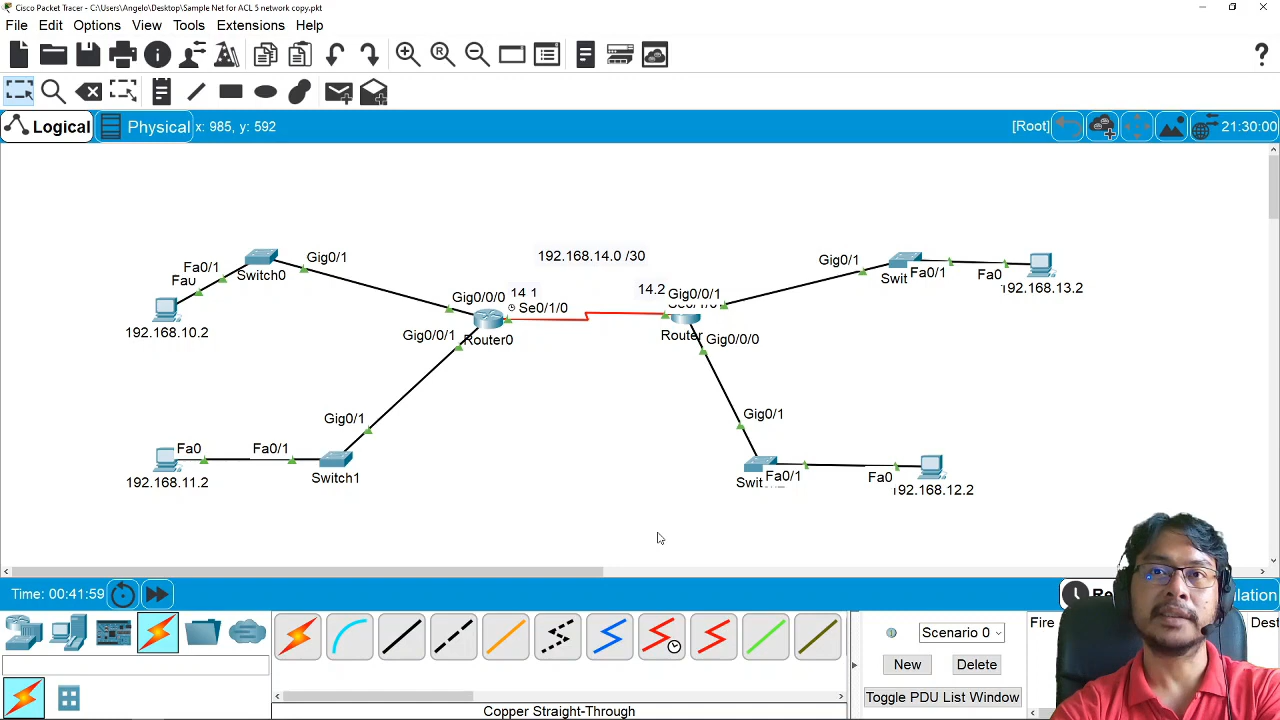 Cisco Packet Tracer - C:\Users\Angelo\Desktop\Sample Net for ACL 5 network copy.pkt
File Edit Options View Tools Extensions Help
Logical Physical x: 985, y: 592 [Root] 21:30:00
192.168.14.0 /30
Fa0/1 Switch0 Gig0/1
192.168.10.2
Gig0/0/0 14 1
Se0/1/0
Gig0/0/1 Router0
14.2 Gig0/0/1
Router Gig0/0/0
Gig0/1 Fa0/1 Fa0
192.168.13.2
Gig0/1
Fa0 Fa0/1 Switch1
192.168.11.2
Gig0/1
Fa0/1 Fa0
192.168.12.2
Time: 00:41:59
Scenario 0
New Delete
Toggle PDU List Window
Fire
Copper Straight-Through